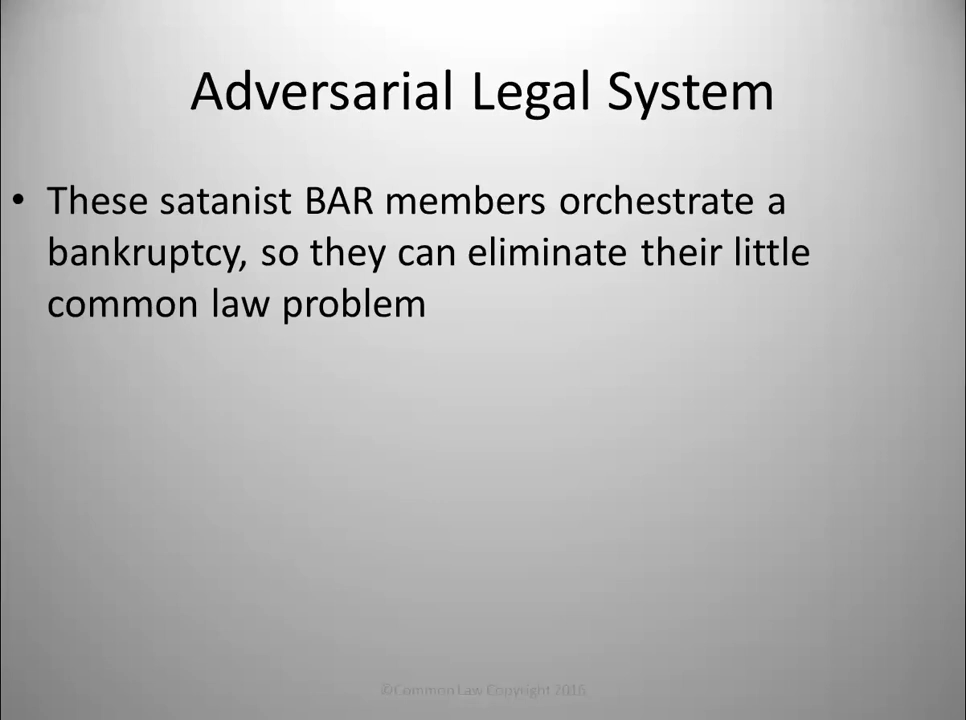 Adversarial Legal System
• These satanist BAR members orchestrate a
bankruptcy, so they can eliminate their little
common law problem
©Common Law Copyright 2016